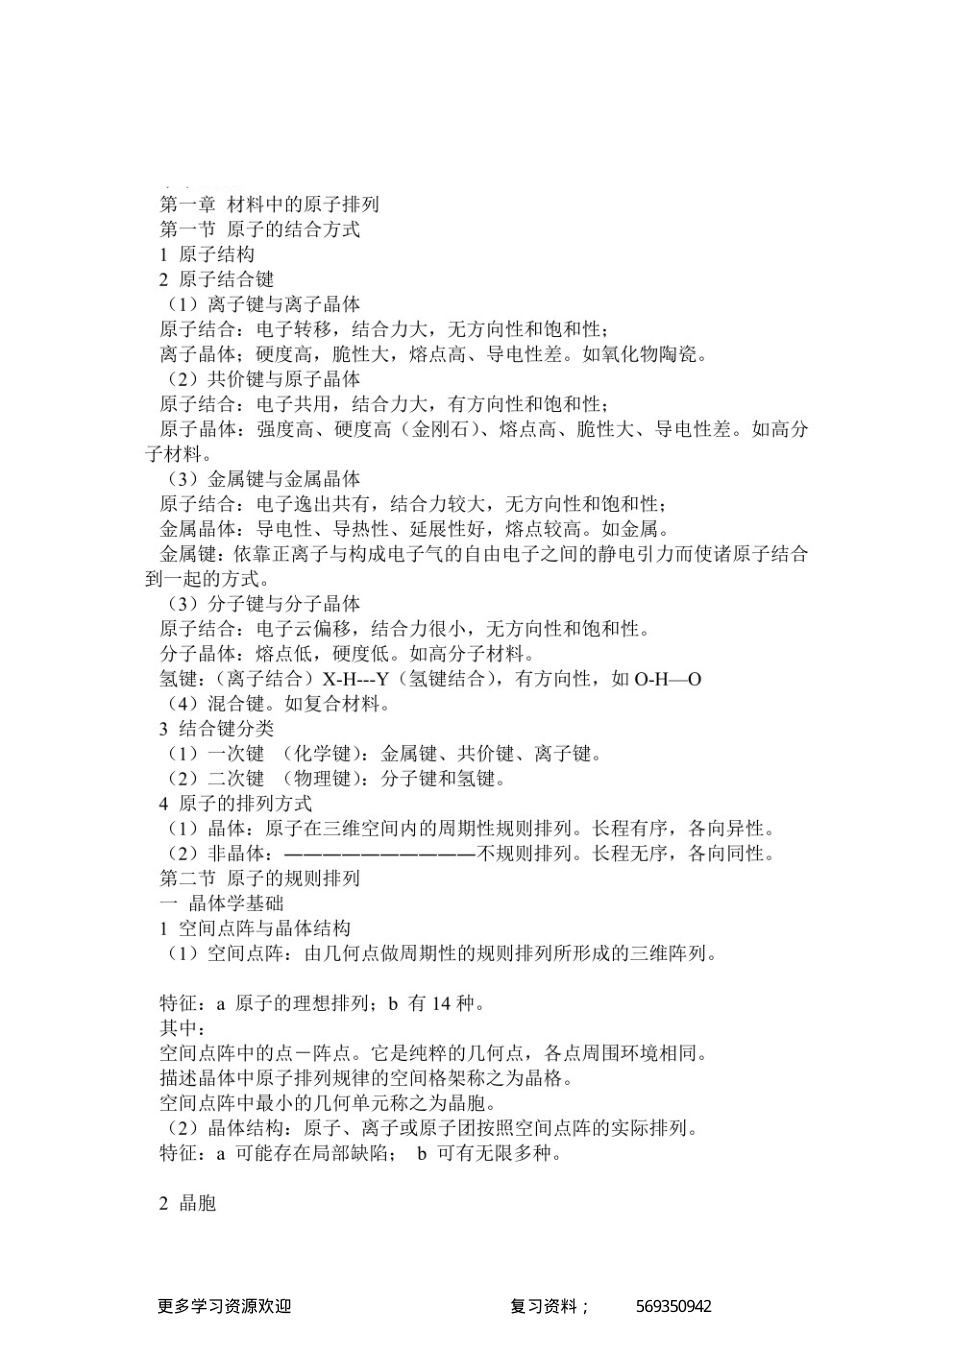 第一章 材料中的原子排列
第一节 原子的结合方式
1 原子结构
2 原子结合键
（1）离子键与离子晶体
原子结合：电子转移，结合力大，无方向性和饱和性；
离子晶体；硬度高，脆性大，熔点高、导电性差。如氧化物陶瓷。
（2）共价键与原子晶体
原子结合：电子共用，结合力大，有方向性和饱和性；
原子晶体：强度高、硬度高（金刚石）、熔点高、脆性大、导电性差。如高分
子材料。
（3）金属键与金属晶体
原子结合：电子逸出共有，结合力较大，无方向性和饱和性；
金属晶体：导电性、导热性、延展性好，熔点较高。如金属。
金属键：依靠正离子与构成电子气的自由电子之间的静电引力而使诸原子结合
到一起的方式。
（3）分子键与分子晶体
原子结合：电子云偏移，结合力很小，无方向性和饱和性。
分子晶体：熔点低，硬度低。如高分子材料。
氢键：（离子结合）X-H---Y（氢键结合），有方向性，如 O-H—O
（4）混合键。如复合材料。
3 结合键分类
（1）一次键 （化学键）：金属键、共价键、离子键。
（2）二次键 （物理键）：分子键和氢键。
4 原子的排列方式
（1）晶体：原子在三维空间内的周期性规则排列。长程有序，各向异性。
（2）非晶体：――――――――――不规则排列。长程无序，各向同性。
第二节 原子的规则排列
一 晶体学基础
1 空间点阵与晶体结构
（1）空间点阵：由几何点做周期性的规则排列所形成的三维阵列。
特征：a 原子的理想排列；b 有 14 种。
其中：
空间点阵中的点－阵点。它是纯粹的几何点，各点周围环境相同。
描述晶体中原子排列规律的空间格架称之为晶格。
空间点阵中最小的几何单元称之为晶胞。
（2）晶体结构：原子、离子或原子团按照空间点阵的实际排列。
特征：a 可能存在局部缺陷； b 可有无限多种。
2 晶胞
更多学习资源欢迎 复习资料； 569350942